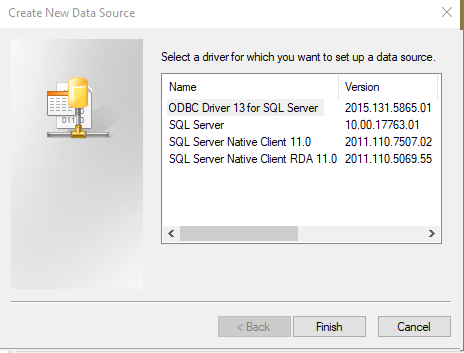 Create New Data Source
Select a driver for which you want to set up a data source.
Name Version
ODBC Driver 13 for SQL Server 2015.131.5865.01
SQL Server 10.00.17763.01
SQL Server Native Client 11.0 2011.110.7507.02
SQL Server Native Client RDA 11.0 2011.110.5069.55
01110
< Back Finish Cancel